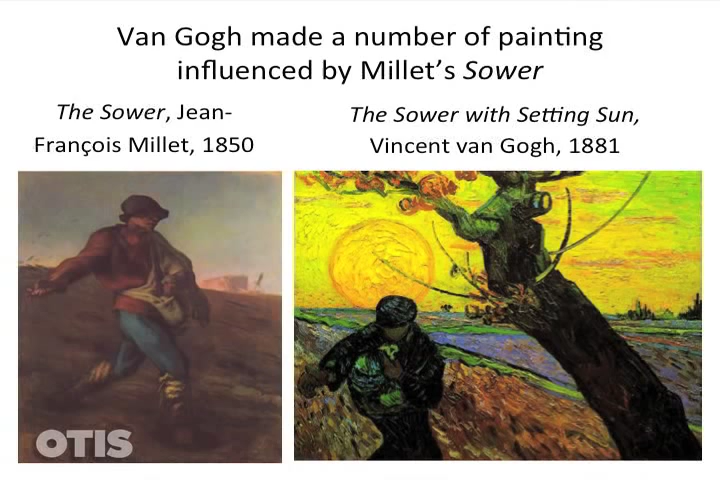 Van Gogh made a number of painting
influenced by Millet's Sower
The Sower, Jean-
François Millet, 1850
The Sower with Setting Sun,
Vincent van Gogh, 1881
OTIS